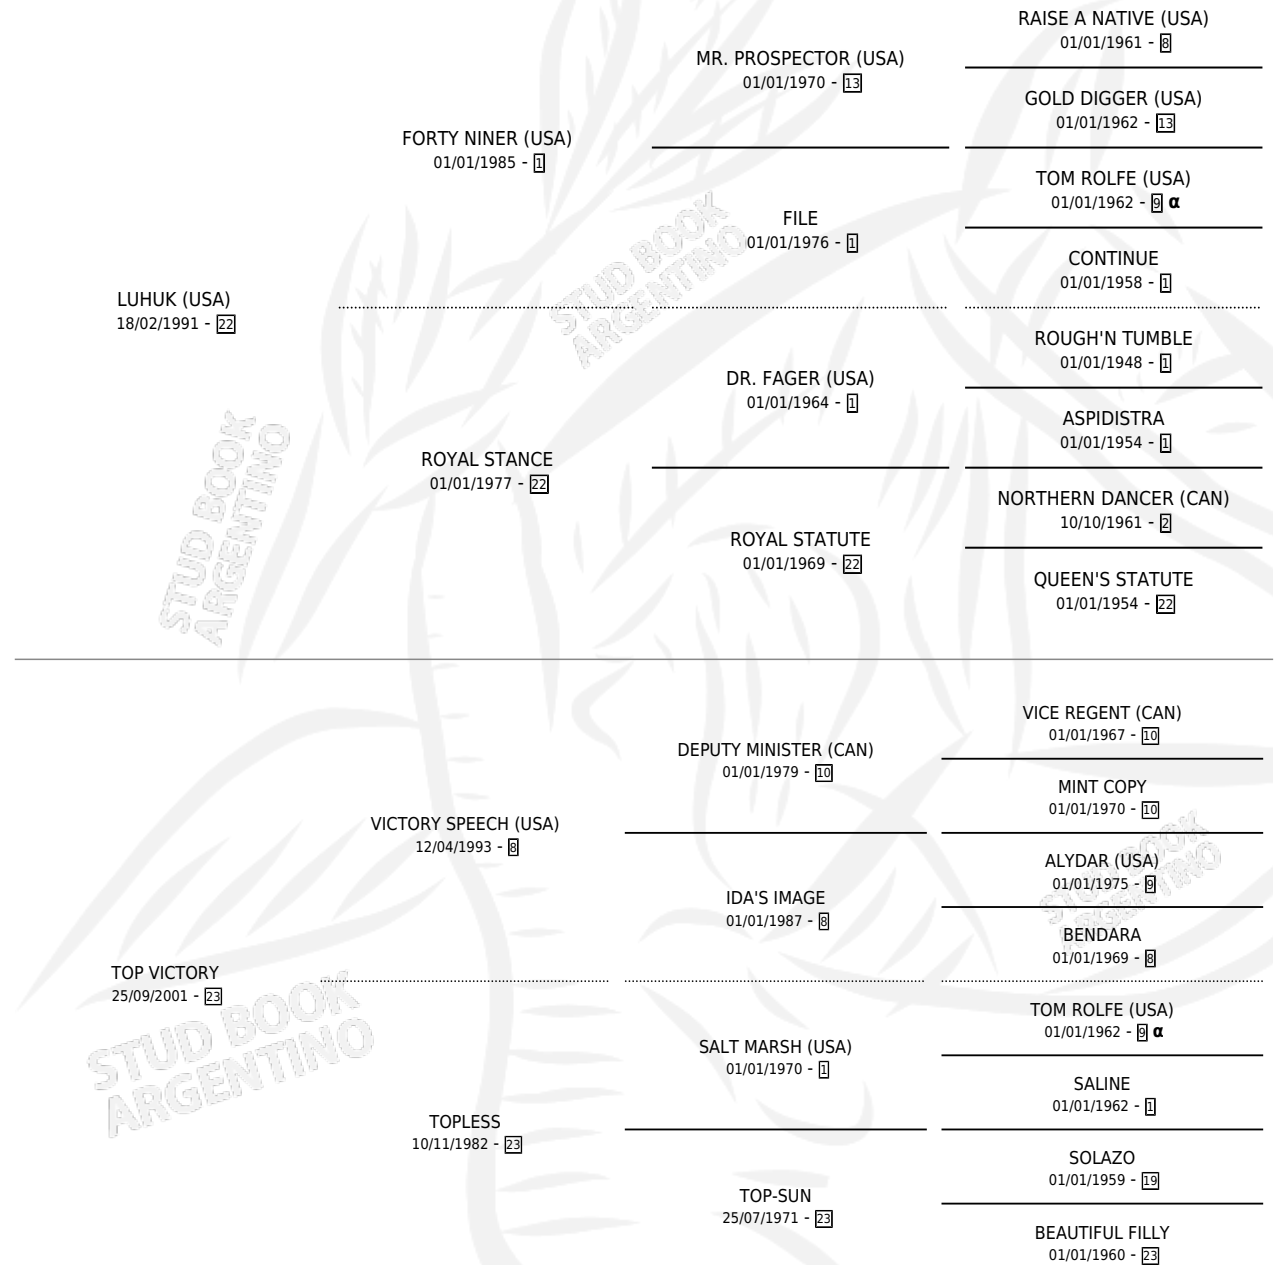 RAISE A NATIVE (USA)
01/01/1961 - 8
MR. PROSPECTOR (USA)
01/01/1970 - 13
GOLD DIGGER (USA)
01/01/1962 - 13
FORTY NINER (USA)
01/01/1985 - 1
TOM ROLFE (USA)
01/01/1962 - 9 α
FILE
01/01/1976 - 1
CONTINUE
01/01/1958 - 1
LUHUK (USA)
18/02/1991 - 22
ROUGH'N TUMBLE
01/01/1948 - 1
DR. FAGER (USA)
01/01/1964 - 1
ASPIDISTRA
01/01/1954 - 1
ROYAL STANCE
01/01/1977 - 22
NORTHERN DANCER (CAN)
10/10/1961 - 2
ROYAL STATUTE
01/01/1969 - 22
QUEEN'S STATUTE
01/01/1954 - 22
VICE REGENT (CAN)
01/01/1967 - 10
DEPUTY MINISTER (CAN)
01/01/1979 - 10
MINT COPY
01/01/1970 - 10
VICTORY SPEECH (USA)
12/04/1993 - 8
ALYDAR (USA)
01/01/1975 - 9
IDA'S IMAGE
01/01/1987 - 8
BENDARA
01/01/1969 - 8
TOP VICTORY
25/09/2001 - 23
TOM ROLFE (USA)
01/01/1962 - 9 α
SALT MARSH (USA)
01/01/1970 - 1
SALINE
01/01/1962 - 1
TOPLESS
10/11/1982 - 23
SOLAZO
01/01/1959 - 19
TOP-SUN
25/07/1971 - 23
BEAUTIFUL FILLY
01/01/1960 - 23
STUD BOOK
ARGENTINO
STUD BOOK
ARGENTINO
STUD BOOK
ARGENTINO
STUD BOOK
ARGENTINO